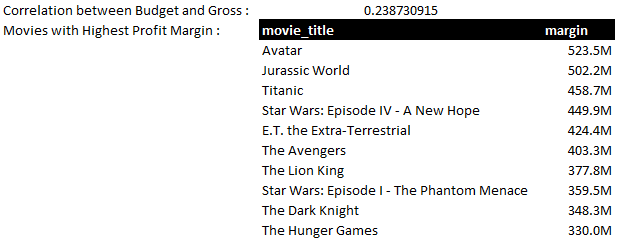 Correlation between Budget and Gross : 0.238730915
Movies with Highest Profit Margin : movie_title margin
Avatar 523.5M
Jurassic World 502.2M
Titanic 458.7M
Star Wars: Episode IV - A New Hope 449.9M
E.T. the Extra-Terrestrial 424.4M
The Avengers 403.3M
The Lion King 377.8M
Star Wars: Episode I - The Phantom Menace 359.5M
The Dark Knight 348.3M
The Hunger Games 330.0M